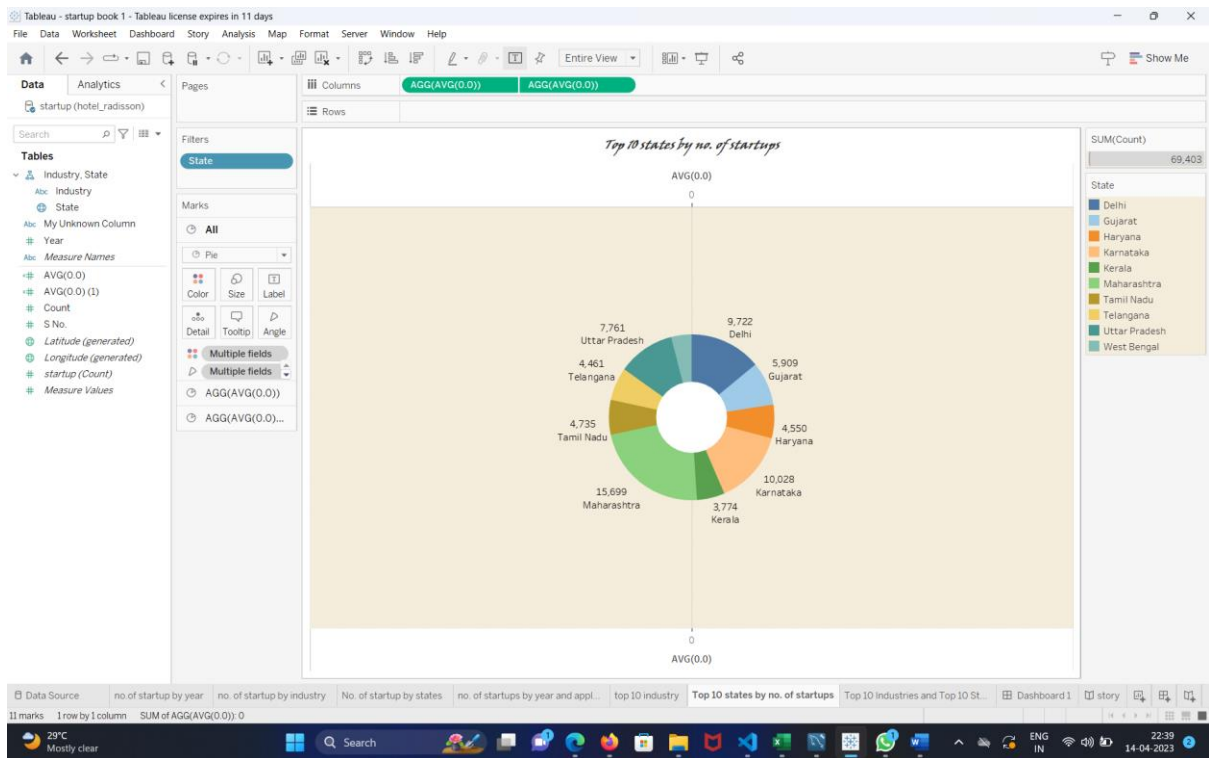 Tableau - startup book 1 - Tableau license expires in 11 days
File Data Worksheet Dashboard Story Analysis Map Format Server Window Help
Entire View
Show Me
Data Analytics
startup (hotel_radisson)
Search
Tables
Industry, State
Abc Industry
State
Abc My Unknown Column
# Year
Abc Measure Names
=# AVG(0.0)
=# AVG(0.0) (1)
# Count
# S No.
Latitude (generated)
Longitude (generated)
# startup (Count)
# Measure Values
Pages
Filters
State
Marks
All
Pie
Color Size Label
Detail Tooltip Angle
Multiple fields
Multiple fields
AGG(AVG(0.0))
AGG(AVG(0.0)...
Columns AGG(AVG(0.0)) AGG(AVG(0.0))
Rows
Top 10 states by no. of startups
AVG(0.0)
0
9,722
Delhi
5,909
Gujarat
4,550
Haryana
10,028
Karnataka
3,774
Kerala
15,699
Maharashtra
4,735
Tamil Nadu
4,461
Telangana
7,761
Uttar Pradesh
0
AVG(0.0)
SUM(Count)
69,403
State
Delhi
Gujarat
Haryana
Karnataka
Kerala
Maharashtra
Tamil Nadu
Telangana
Uttar Pradesh
West Bengal
Data Source no.of startup by year no. of startup by industry No. of startup by states no. of startups by year and appl... top 10 industry Top 10 states by no. of startups Top 10 Industries and Top 10 St... Dashboard 1 story
11 marks 1 row by 1 column SUM of AGG(AVG(0.0)): 0
29°C
Mostly clear
Search
ENG
IN
22:39
14-04-2023